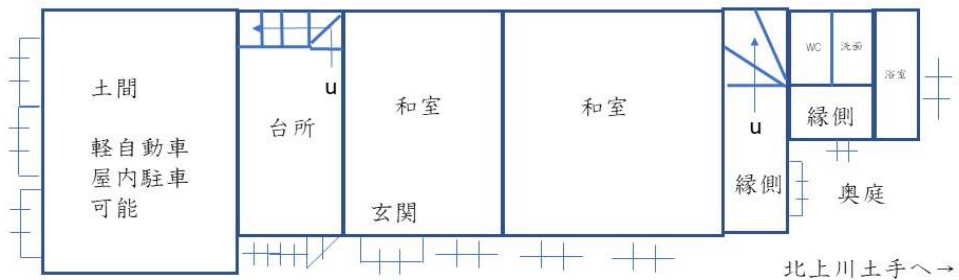 土間
軽自動車
屋内駐車
可能
台所
u
和室
玄関
和室
u
縁側
WC
洗面
浴室
縁側
奥庭
北上川土手へ→